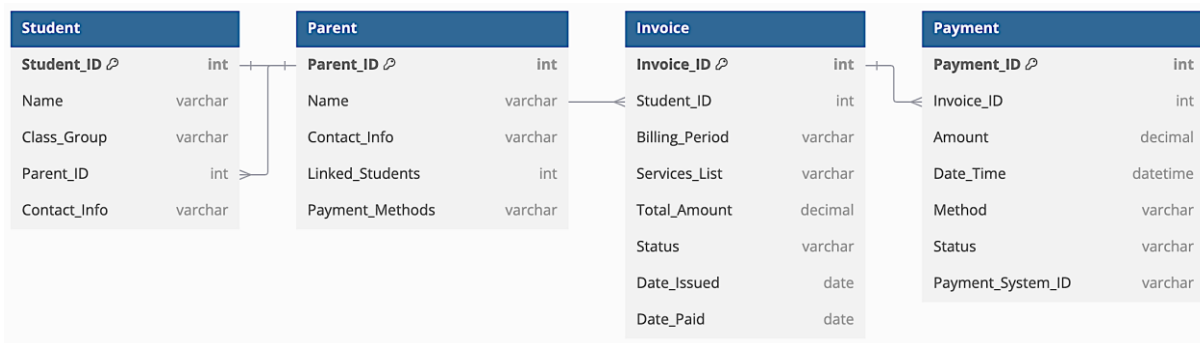 Student
Student_ID int
Name varchar
Class_Group varchar
Parent_ID int
Contact_Info varchar
Parent
Parent_ID int
Name varchar
Contact_Info varchar
Linked_Students int
Payment_Methods varchar
Invoice
Invoice_ID int
Student_ID int
Billing_Period varchar
Services_List varchar
Total_Amount decimal
Status varchar
Date_Issued date
Date_Paid date
Payment
Payment_ID int
Invoice_ID int
Amount decimal
Date_Time datetime
Method varchar
Status varchar
Payment_System_ID varchar